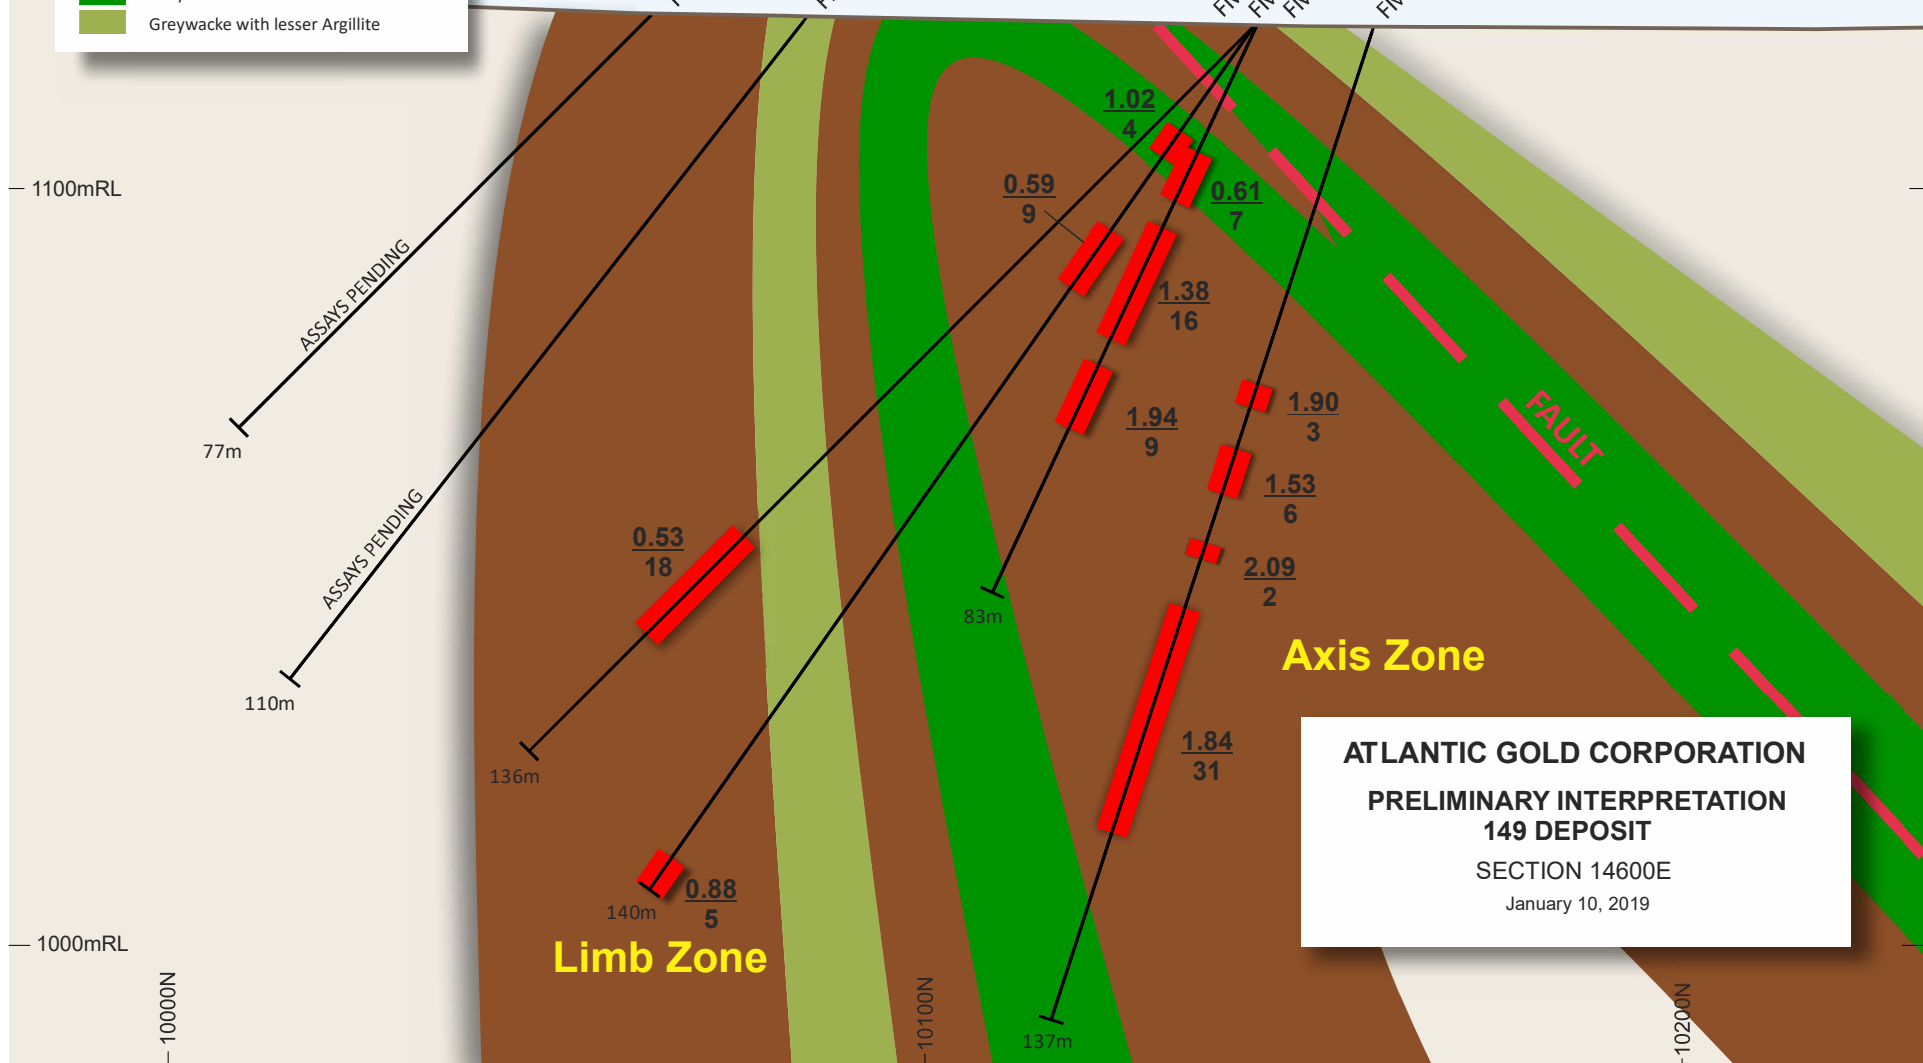 Greywacke with lesser Argillite
1.02
4
1100mRL
0.59
9
0.61
7
ASSAYS PENDING
1.38
16
1.90
3
1.94
9
FAULT
77m
1.53
6
ASSAYS PENDING
0.53
18
2.09
2
83m
Axis Zone
110m
1.84
31
136m
ATLANTIC GOLD CORPORATION
PRELIMINARY INTERPRETATION
149 DEPOSIT
SECTION 14600E
January 10, 2019
0.88
5
140m
1000mRL
Limb Zone
10000N
10100N
10200N
137m